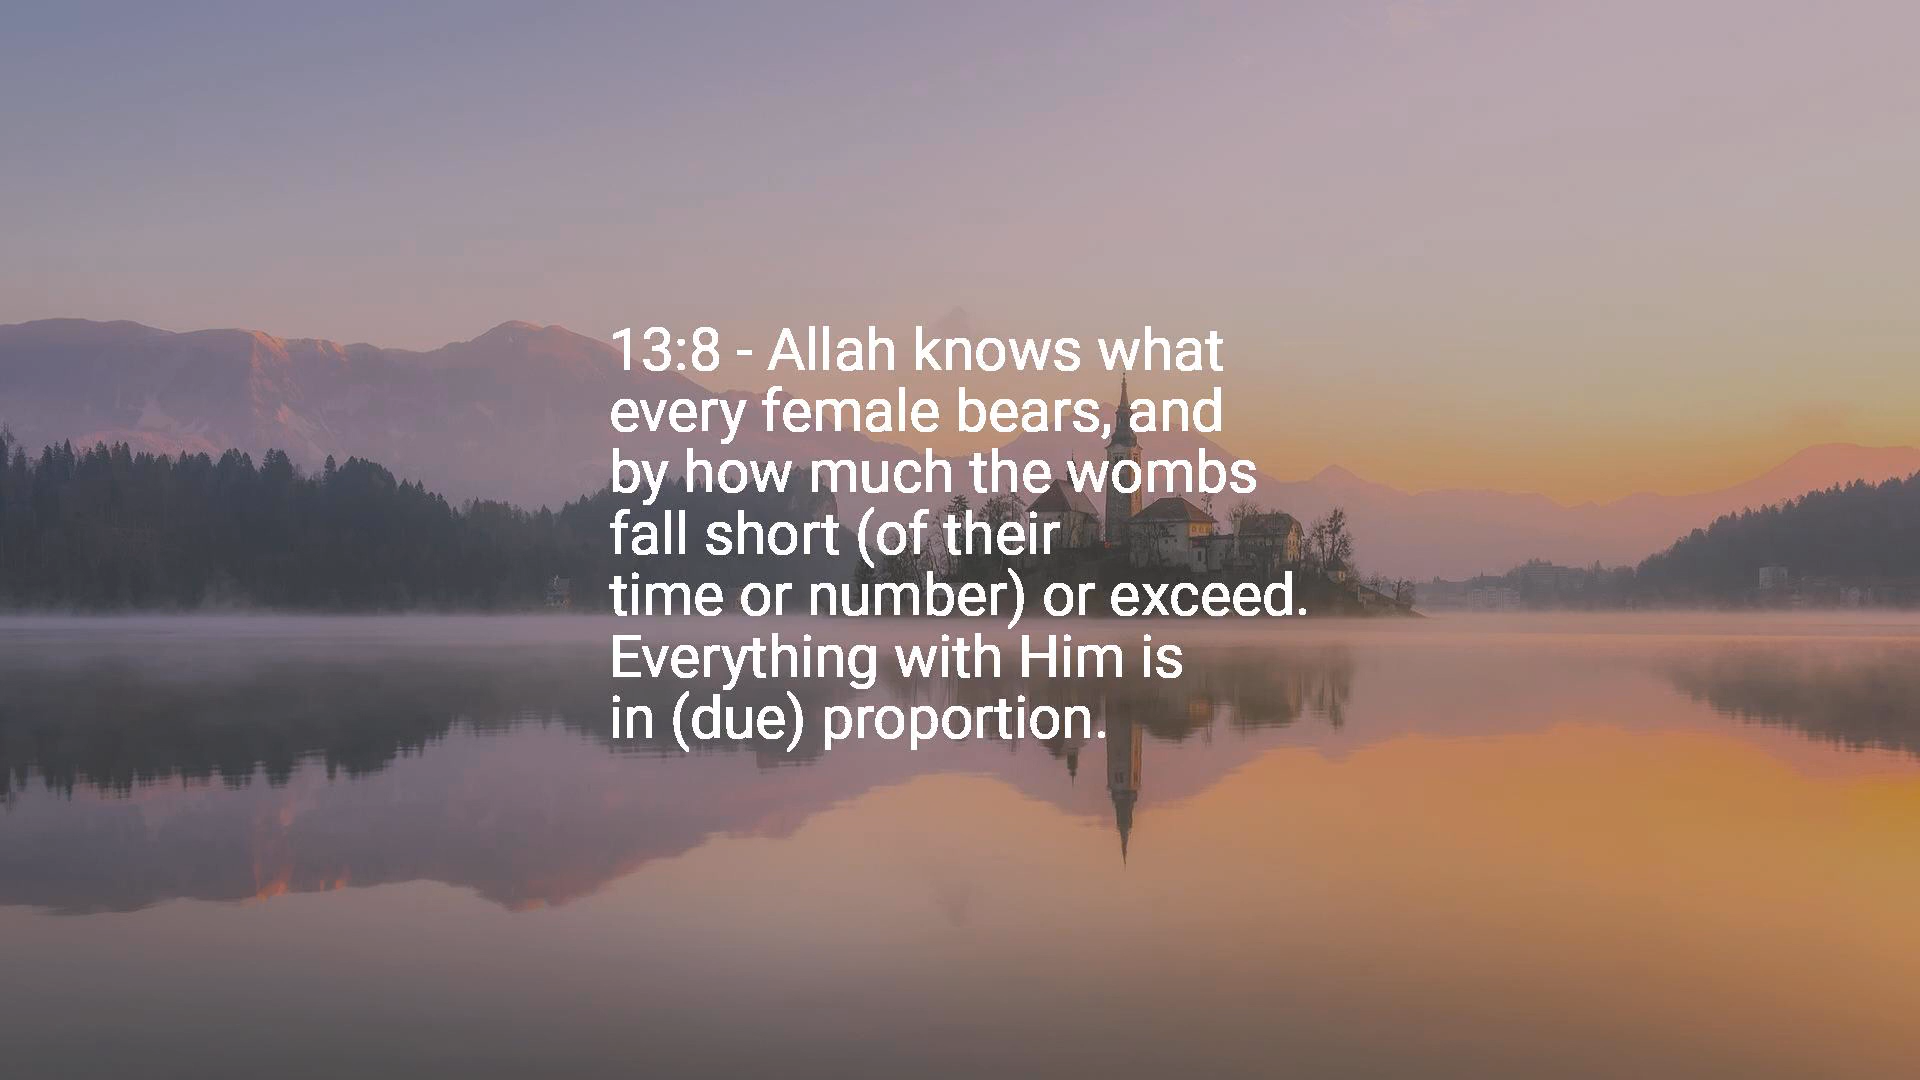 13:8 - Allah knows what
every female bears, and
by how much the wombs
fall short (of their
time or number) or exceed.
Everything with Him is
in (due) proportion.